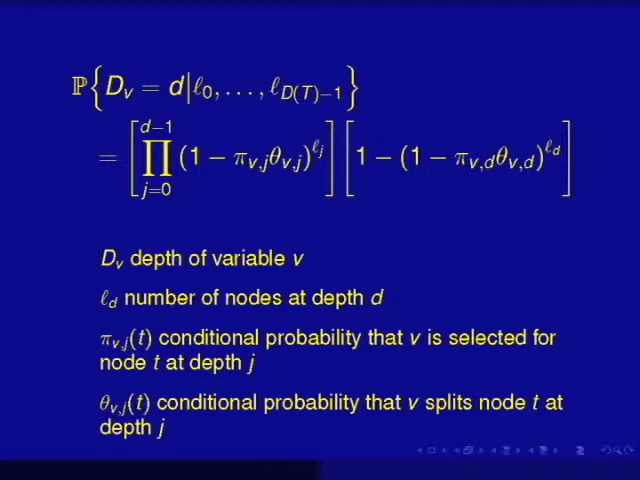 ℙ{D_v = d|ℓ_0, . . . , ℓ_{D(T)−1}}
= [∏_{j=0}^{d−1} (1 − π_{v,j}θ_{v,j})^{ℓ_j}] [1 − (1 − π_{v,d}θ_{v,d})^{ℓ_d}]
D_v depth of variable v
ℓ_d number of nodes at depth d
π_{v,j}(t) conditional probability that v is selected for
node t at depth j
θ_{v,j}(t) conditional probability that v splits node t at
depth j